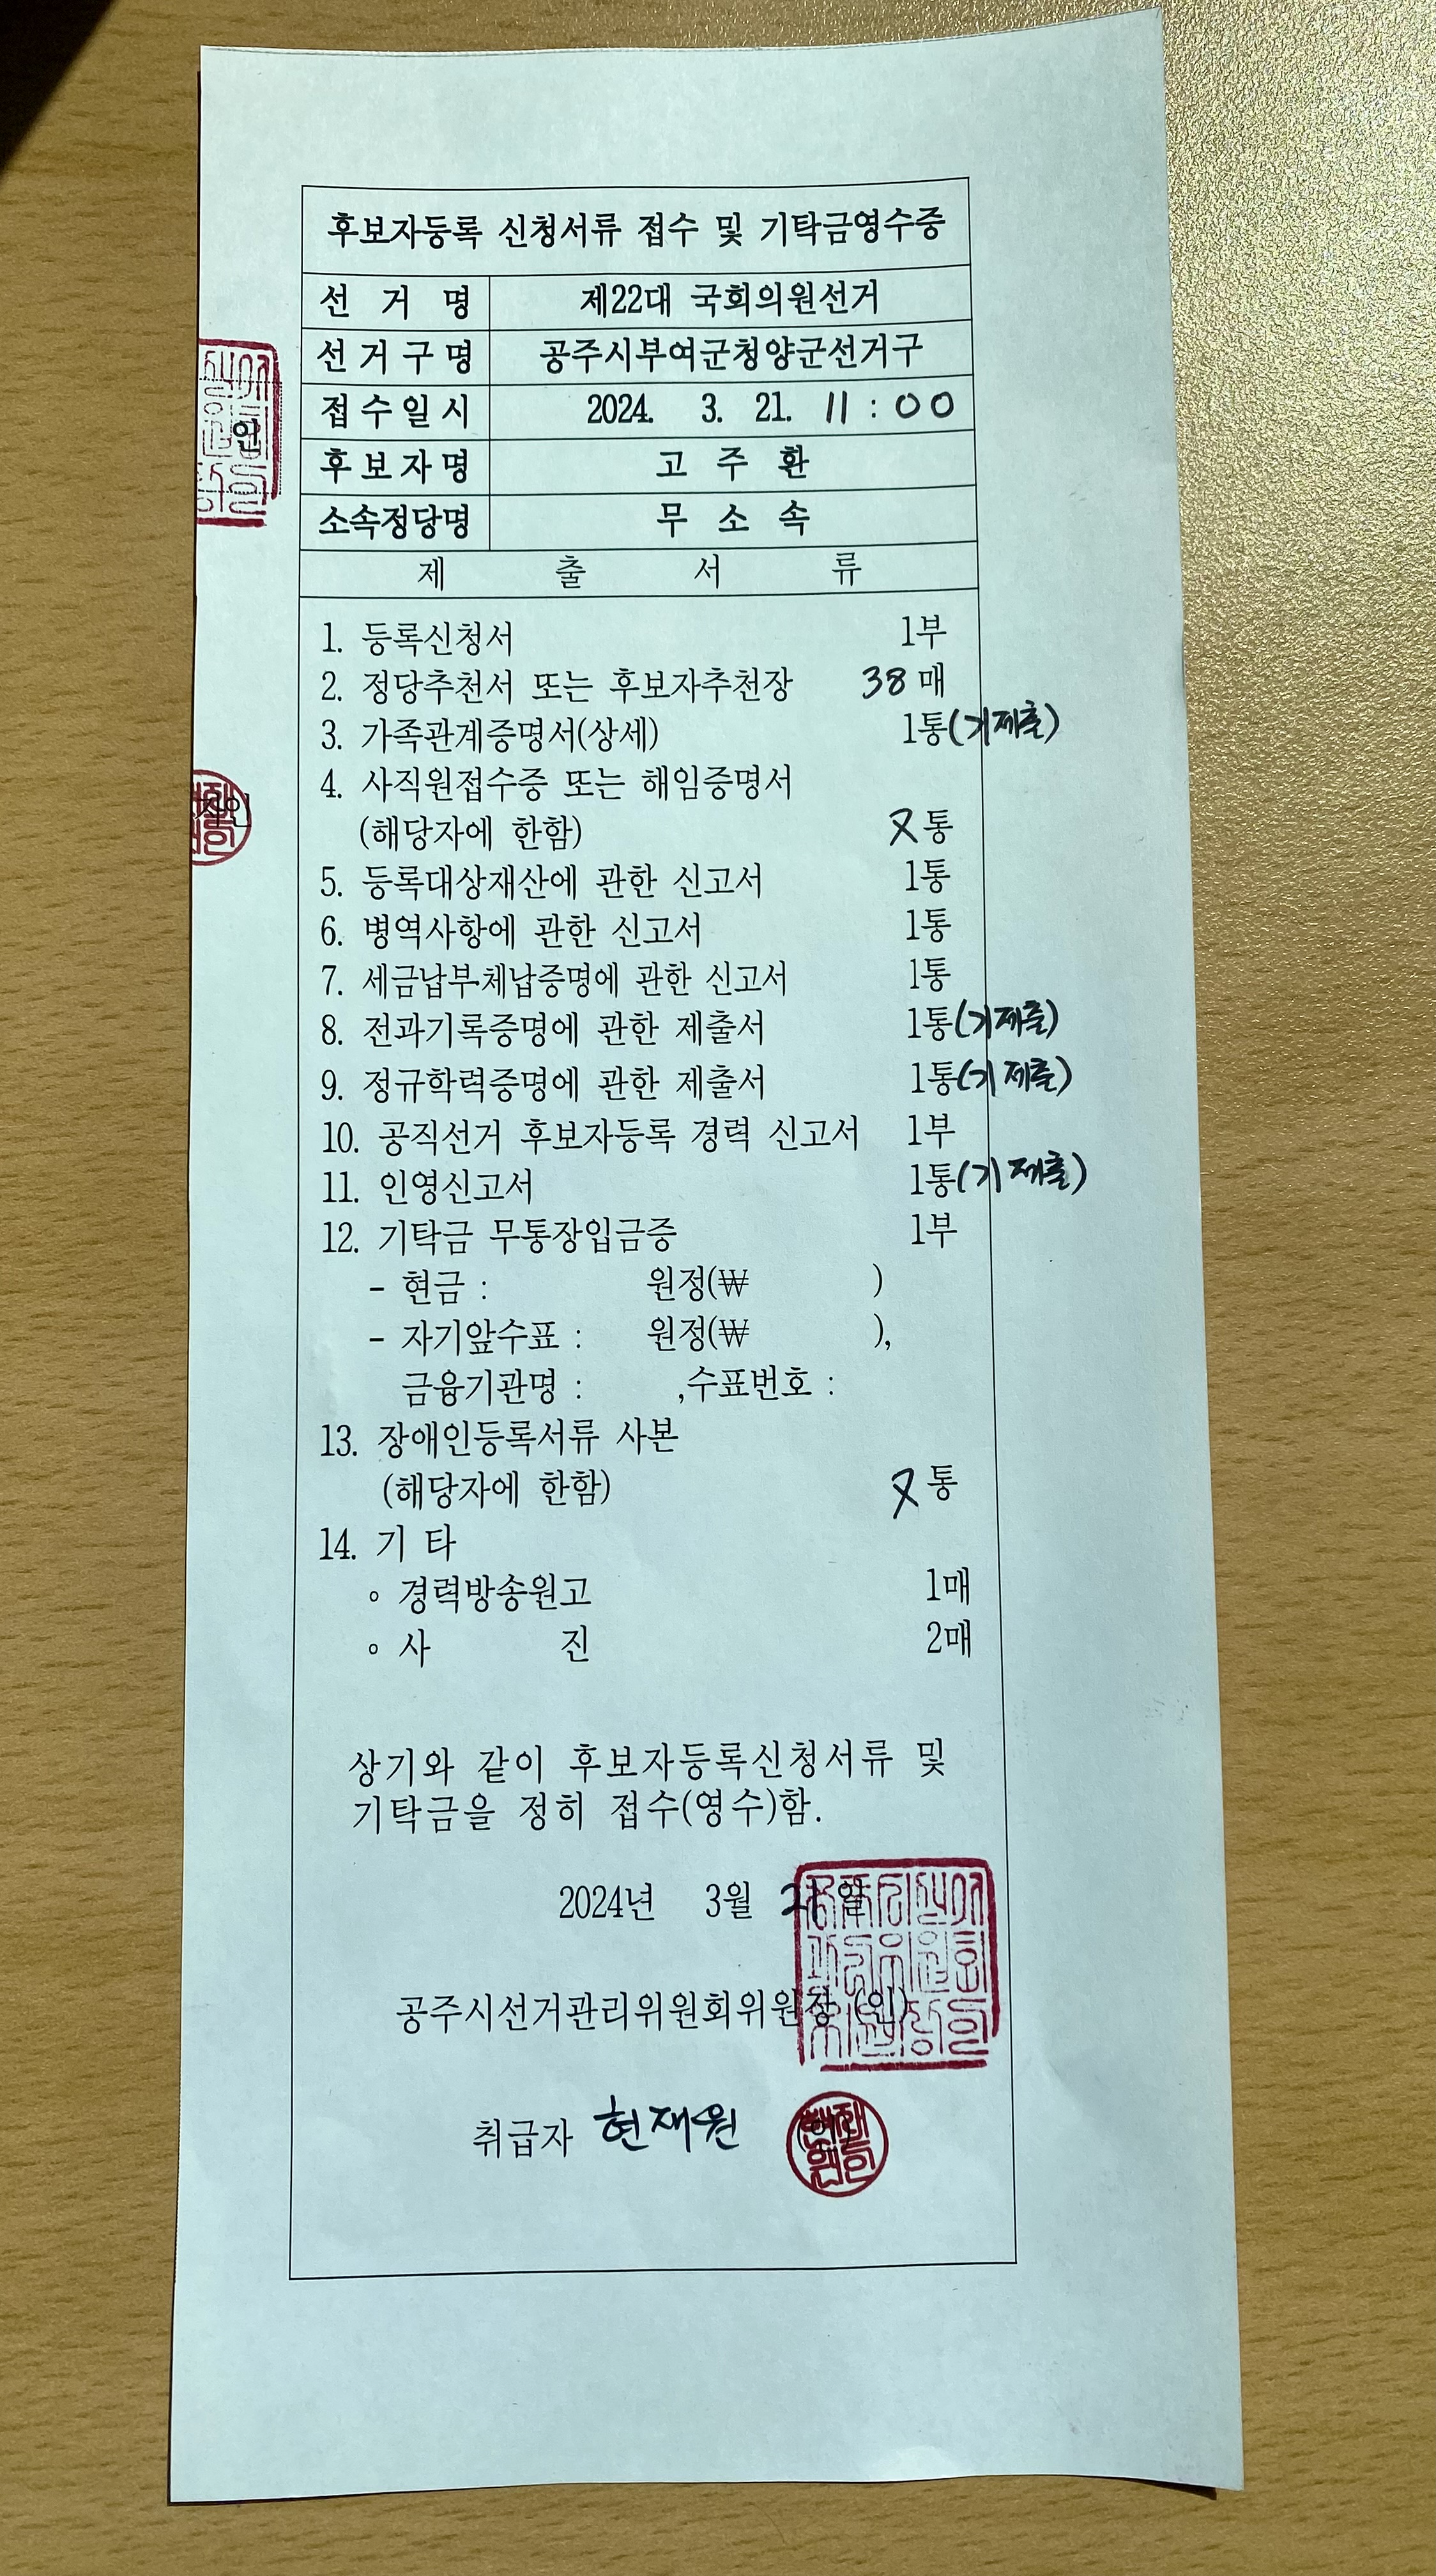 후보자등록 신청서류 접수 및 기탁금영수증
선 거 명 제22대 국회의원선거
선 거 구 명 공주시부여군청양군선거구
접 수 일 시 2024. 3. 21. 11 : 00
후 보 자 명 고 주 환
소속정당명 무 소 속
제 출 서 류
인
1. 등록신청서 1부
2. 정당추천서 또는 후보자추천장 38 매
3. 가족관계증명서(상세) 1통(기제출)
4. 사직원접수증 또는 해임증명서
(해당자에 한함) X 통
5. 등록대상재산에 관한 신고서 1통
6. 병역사항에 관한 신고서 1통
7. 세금납부·체납증명에 관한 신고서 1통
8. 전과기록증명에 관한 제출서 1통(기제출)
9. 정규학력증명에 관한 제출서 1통(기제출)
10. 공직선거 후보자등록 경력 신고서 1부
11. 인영신고서 1통(기제출)
12. 기탁금 무통장입금증 1부
- 현금 : 원정(₩ )
- 자기앞수표 : 원정(₩ ),
금융기관명 : ,수표번호 :
13. 장애인등록서류 사본
(해당자에 한함) X 통
14. 기 타
◦ 경력방송원고 1매
◦ 사 진 2매
상기와 같이 후보자등록신청서류 및
기탁금을 정히 접수(영수)함.
2024년 3월 21 일
공주시선거관리위원회위원장 (인)
취급자 현재원